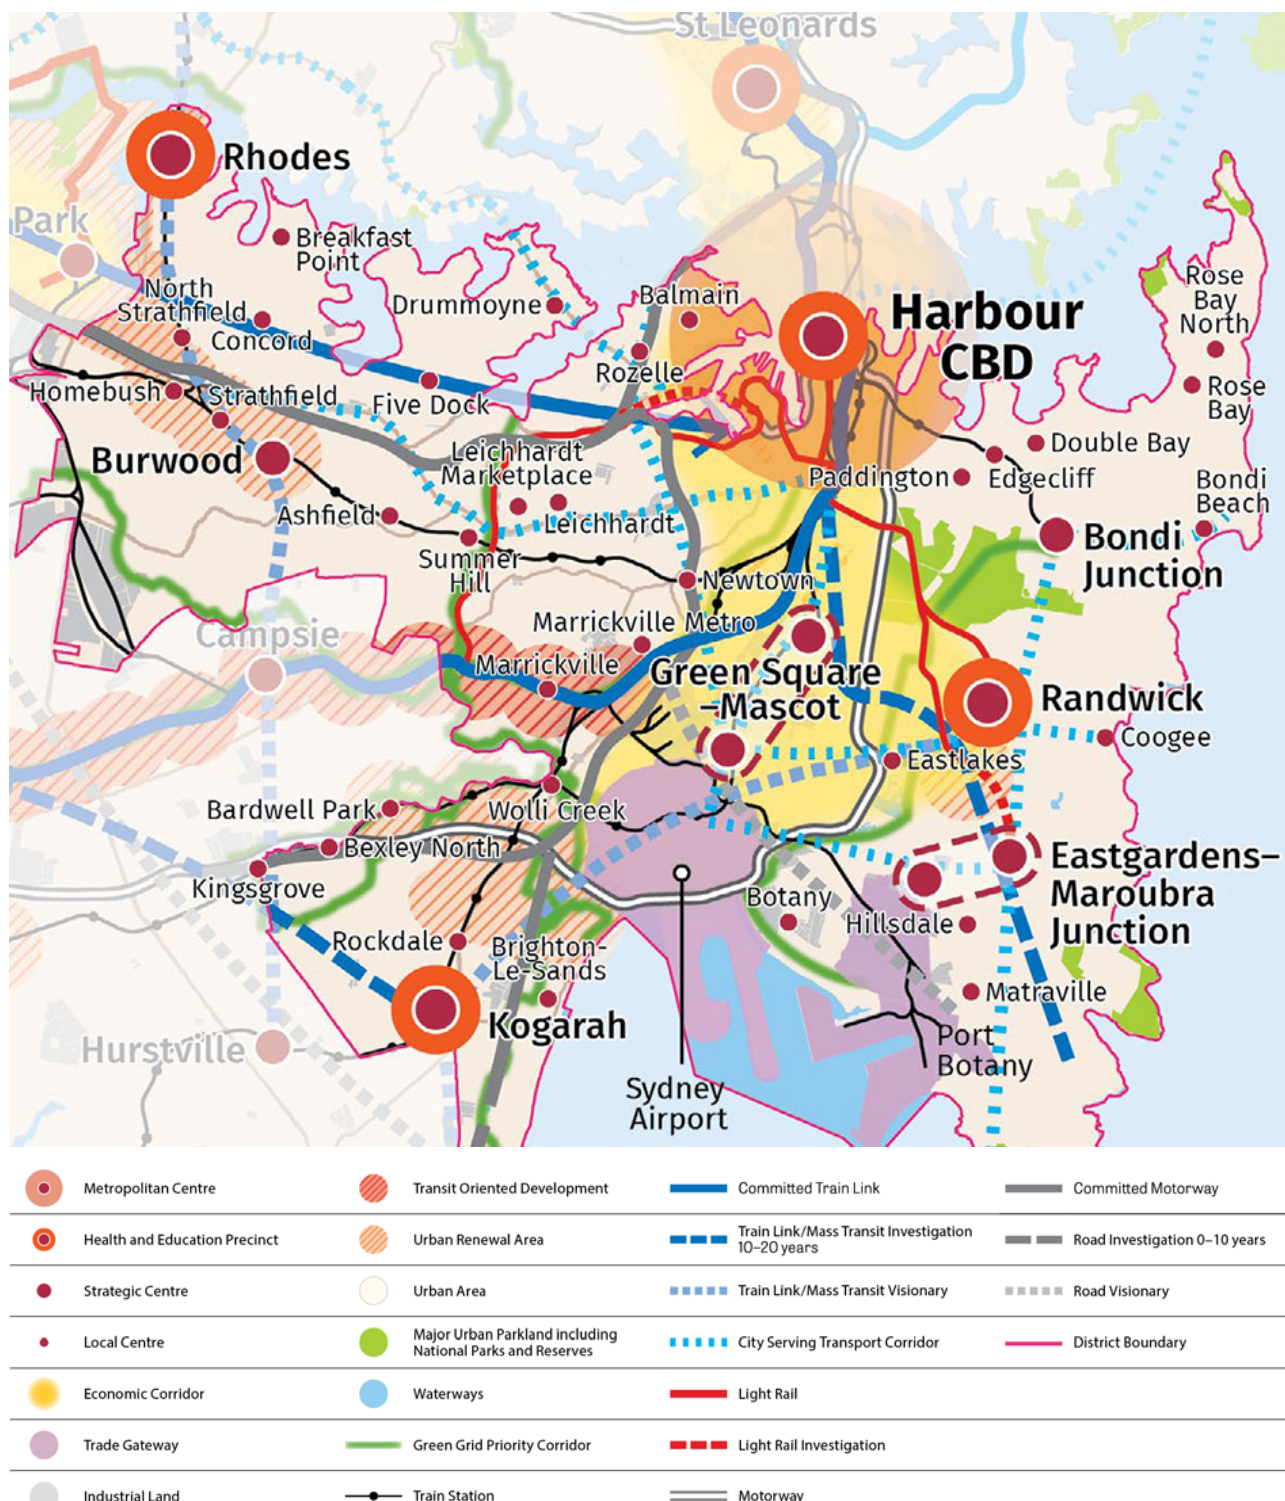 St Leonards
Rhodes
Park
Breakfast
Point
North
Strathfield
Concord
Drummoyne
Balmain
Rozelle
Harbour
CBD
Rose
Bay
North
Rose
Bay
Homebush
Strathfield
Five Dock
Burwood
Leichhardt
Marketplace
Leichhardt
Paddington
Edgecliff
Double Bay
Bondi
Beach
Ashfield
Summer
Hill
Newtown
Bondi
Junction
Campsie
Marrickville Metro
Marrickville
Green Square
–Mascot
Randwick
Coogee
Eastlakes
Bardwell Park
Wolli Creek
Bexley North
Kingsgrove
Eastgardens–
Maroubra
Junction
Botany
Hillsdale
Rockdale
Brighton-
Le-Sands
Matraville
Kogarah
Hurstville
Port
Botany
Sydney
Airport
Metropolitan Centre
Transit Oriented Development
Committed Train Link
Committed Motorway
Health and Education Precinct
Urban Renewal Area
Train Link/Mass Transit Investigation
10–20 years
Road Investigation 0–10 years
Strategic Centre
Urban Area
Train Link/Mass Transit Visionary
Road Visionary
Local Centre
Major Urban Parkland including
National Parks and Reserves
City Serving Transport Corridor
District Boundary
Economic Corridor
Waterways
Light Rail
Trade Gateway
Green Grid Priority Corridor
Light Rail Investigation
Industrial Land
Train Station
Motorway